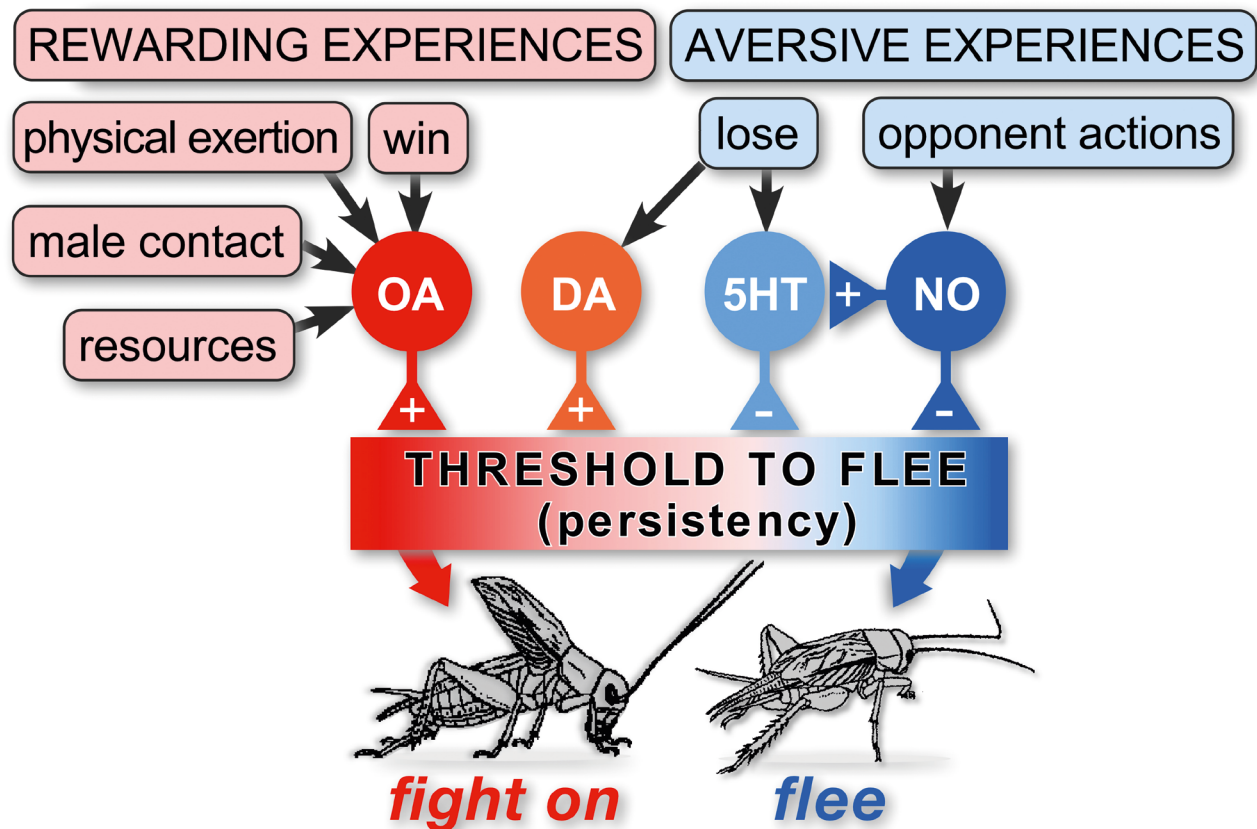 REWARDING EXPERIENCES
AVERSIVE EXPERIENCES
physical exertion
win
lose
opponent actions
male contact
resources
OA
DA
5HT
+
NO
+
+
-
-
THRESHOLD TO FLEE
(persistency)
fight on
flee